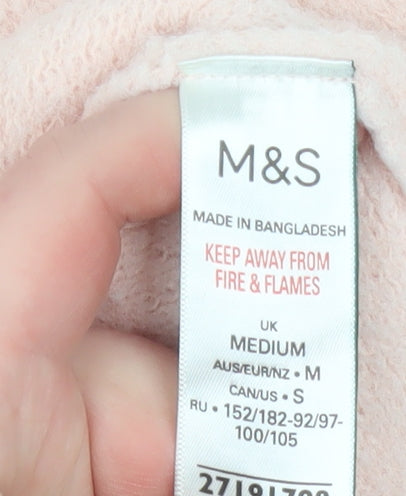 M&S
MADE IN BANGLADESH
KEEP AWAY FROM
FIRE & FLAMES
UK
MEDIUM
AUS/EUR/NZ • M
CAN/US • S
RU • 152/182-92/97-
100/105